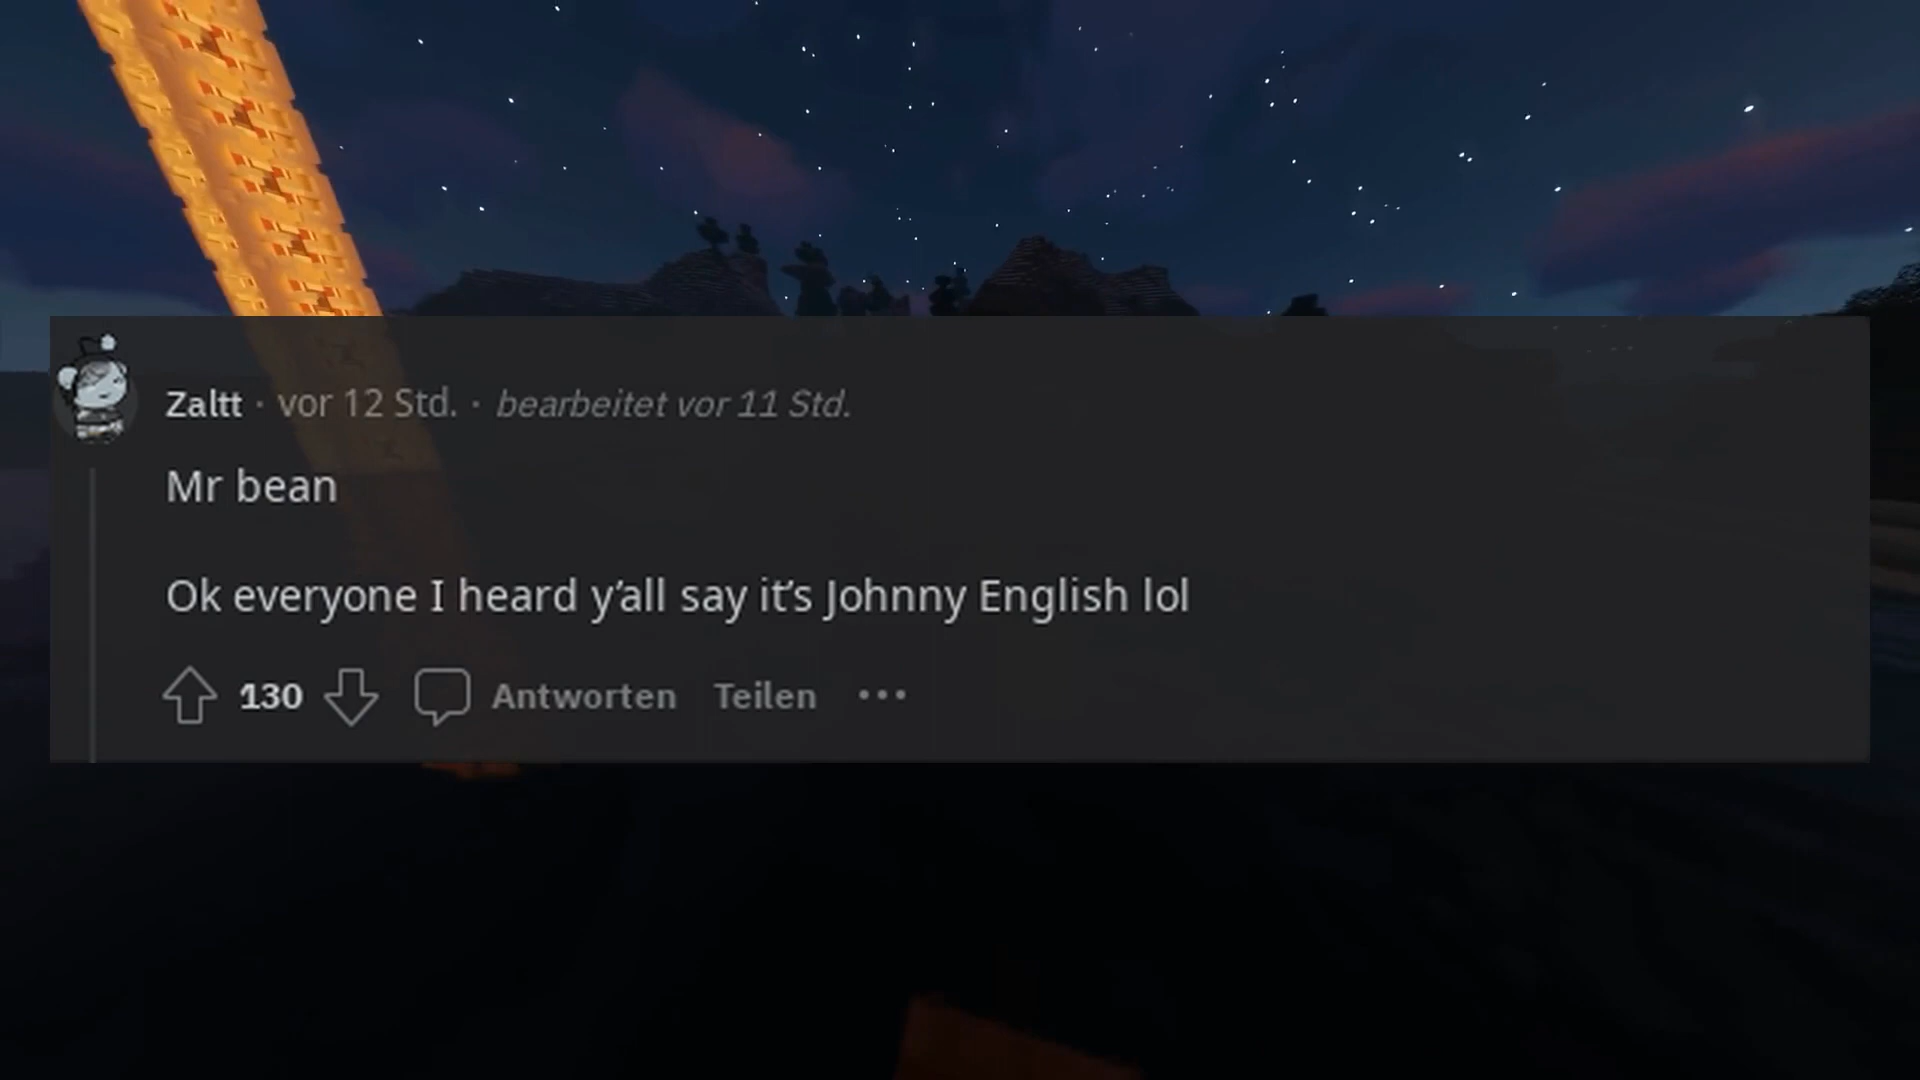 Zaltt · vor 12 Std. · bearbeitet vor 11 Std.
Mr bean
Ok everyone I heard y’all say it’s Johnny English lol
130 Antworten Teilen •••